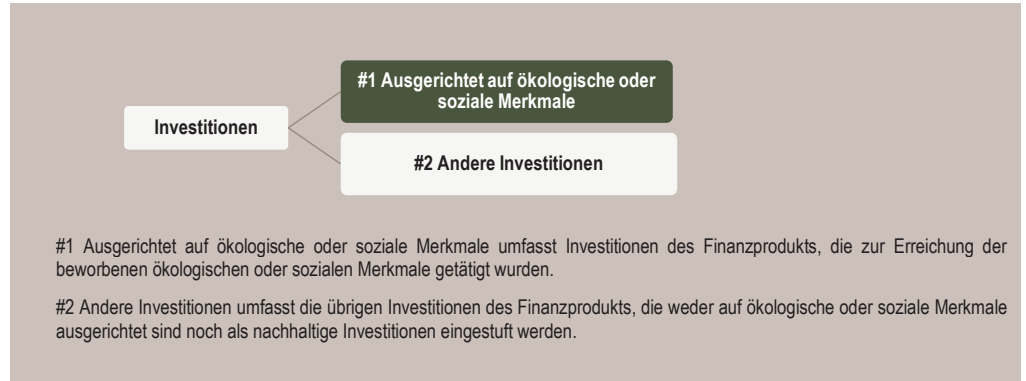 #1 Ausgerichtet auf ökologische oder
soziale Merkmale
Investitionen
#2 Andere Investitionen
#1 Ausgerichtet auf ökologische oder soziale Merkmale umfasst Investitionen des Finanzprodukts, die zur Erreichung der
beworbenen ökologischen oder sozialen Merkmale getätigt wurden.
#2 Andere Investitionen umfasst die übrigen Investitionen des Finanzprodukts, die weder auf ökologische oder soziale Merkmale
ausgerichtet sind noch als nachhaltige Investitionen eingestuft werden.